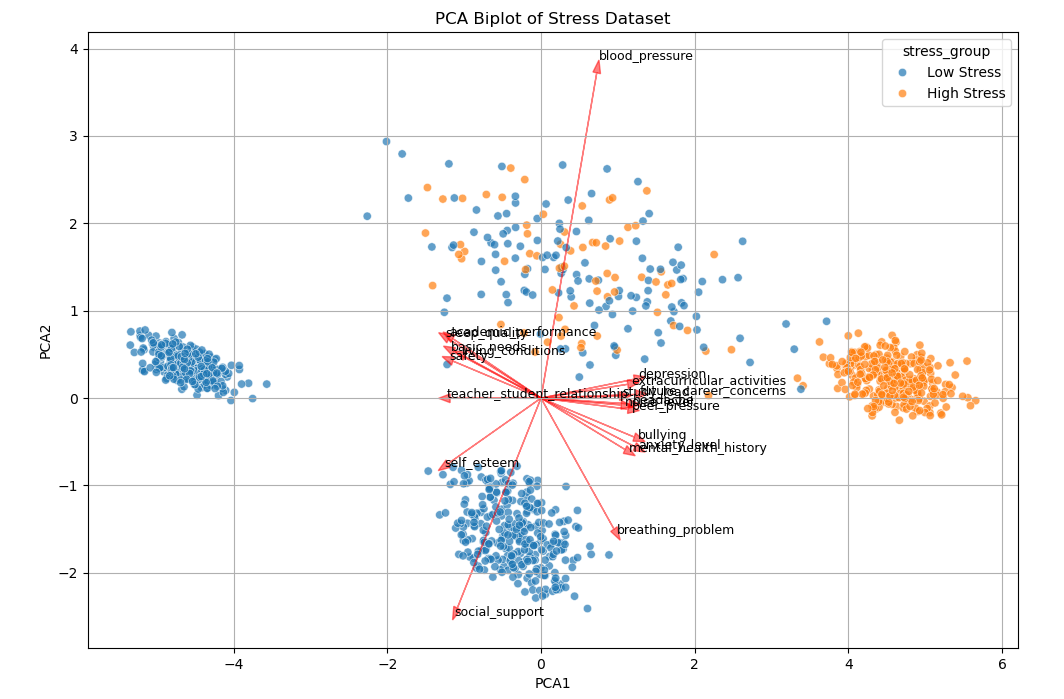 PCA Biplot of Stress Dataset
stress_group
Low Stress
High Stress
blood_pressure
academic_performance
sleep_quality
basic_needs
living_conditions
safety
depression
extracurricular_activities
teacher_student_relationship
study_load
future_career_concerns
headache
peer_pressure
bullying
anxiety_level
mental_health_history
self_esteem
breathing_problem
social_support
4
3
2
1
0
−1
−2
PCA2
−4
−2
0
2
4
6
PCA1